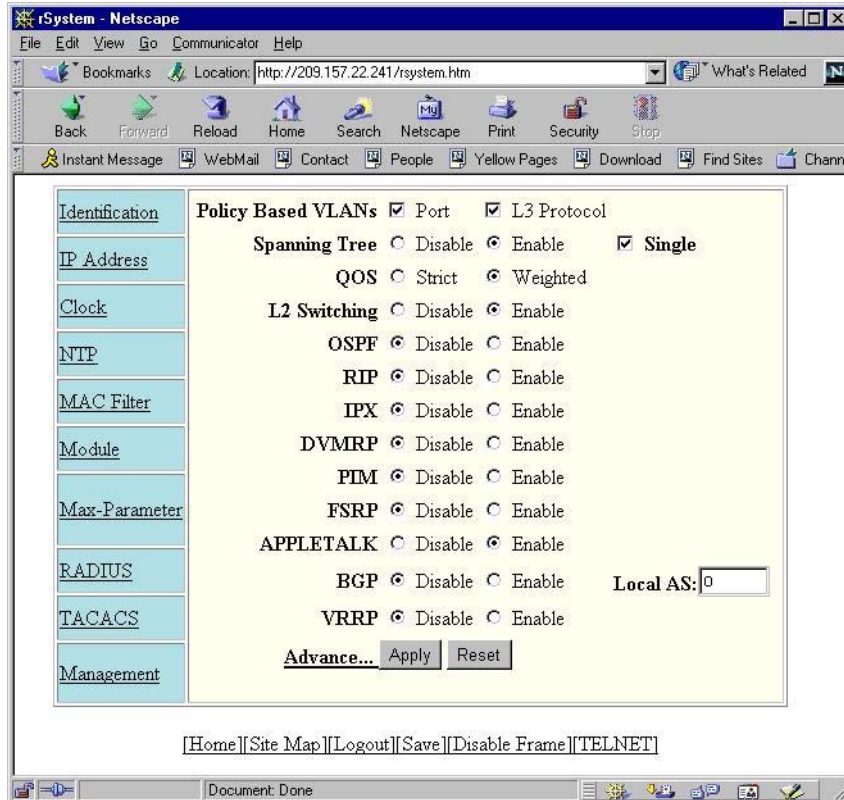 rSystem - Netscape
File Edit View Go Communicator Help
Bookmarks Location: http://209.157.22.241/rsystem.htm What's Related N
Back Forward Reload Home Search Netscape Print Security Stop
My
Instant Message WebMail Contact People Yellow Pages Download Find Sites Chann
Identification
IP Address
Clock
NTP
MAC Filter
Module
Max-Parameter
RADIUS
TACACS
Management
Policy Based VLANs Port L3 Protocol
Spanning Tree Disable Enable Single
QOS Strict Weighted
L2 Switching Disable Enable
OSPF Disable Enable
RIP Disable Enable
IPX Disable Enable
DVMRP Disable Enable
PIM Disable Enable
FSRP Disable Enable
APPLETALK Disable Enable
BGP Disable Enable Local AS: 0
VRRP Disable Enable
Advance... Apply Reset
[Home][Site Map][Logout][Save][Disable Frame][TELNET]
Document: Done